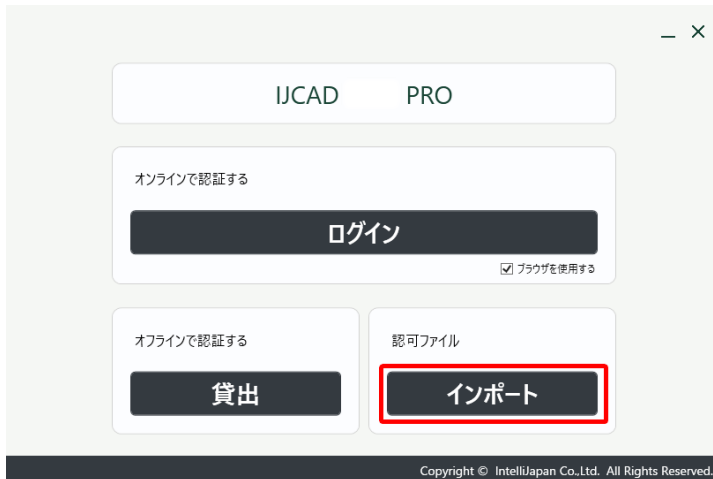 IJCAD PRO
オンラインで認証する
ログイン
ブラウザを使用する
オフラインで認証する
貸出
認可ファイル
インポート
Copyright © IntelliJapan Co.,Ltd. All Rights Reserved.